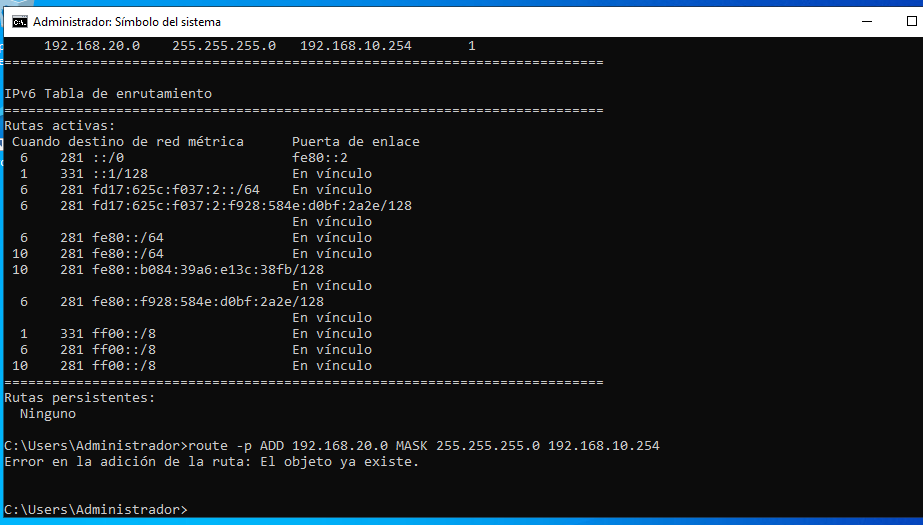 Administrador: Símbolo del sistema
192.168.20.0 255.255.255.0 192.168.10.254 1
===========================================================================
IPv6 Tabla de enrutamiento
===========================================================================
Rutas activas:
Cuando destino de red métrica Puerta de enlace
6 281 ::/0 fe80::2
1 331 ::1/128 En vínculo
6 281 fd17:625c:f037:2::/64 En vínculo
6 281 fd17:625c:f037:2:f928:584e:d0bf:2a2e/128
En vínculo
6 281 fe80::/64 En vínculo
10 281 fe80::/64 En vínculo
10 281 fe80::b084:39a6:e13c:38fb/128
En vínculo
6 281 fe80::f928:584e:d0bf:2a2e/128
En vínculo
1 331 ff00::/8 En vínculo
6 281 ff00::/8 En vínculo
10 281 ff00::/8 En vínculo
===========================================================================
Rutas persistentes:
Ninguno
C:\Users\Administrador>route -p ADD 192.168.20.0 MASK 255.255.255.0 192.168.10.254
Error en la adición de la ruta: El objeto ya existe.
C:\Users\Administrador>